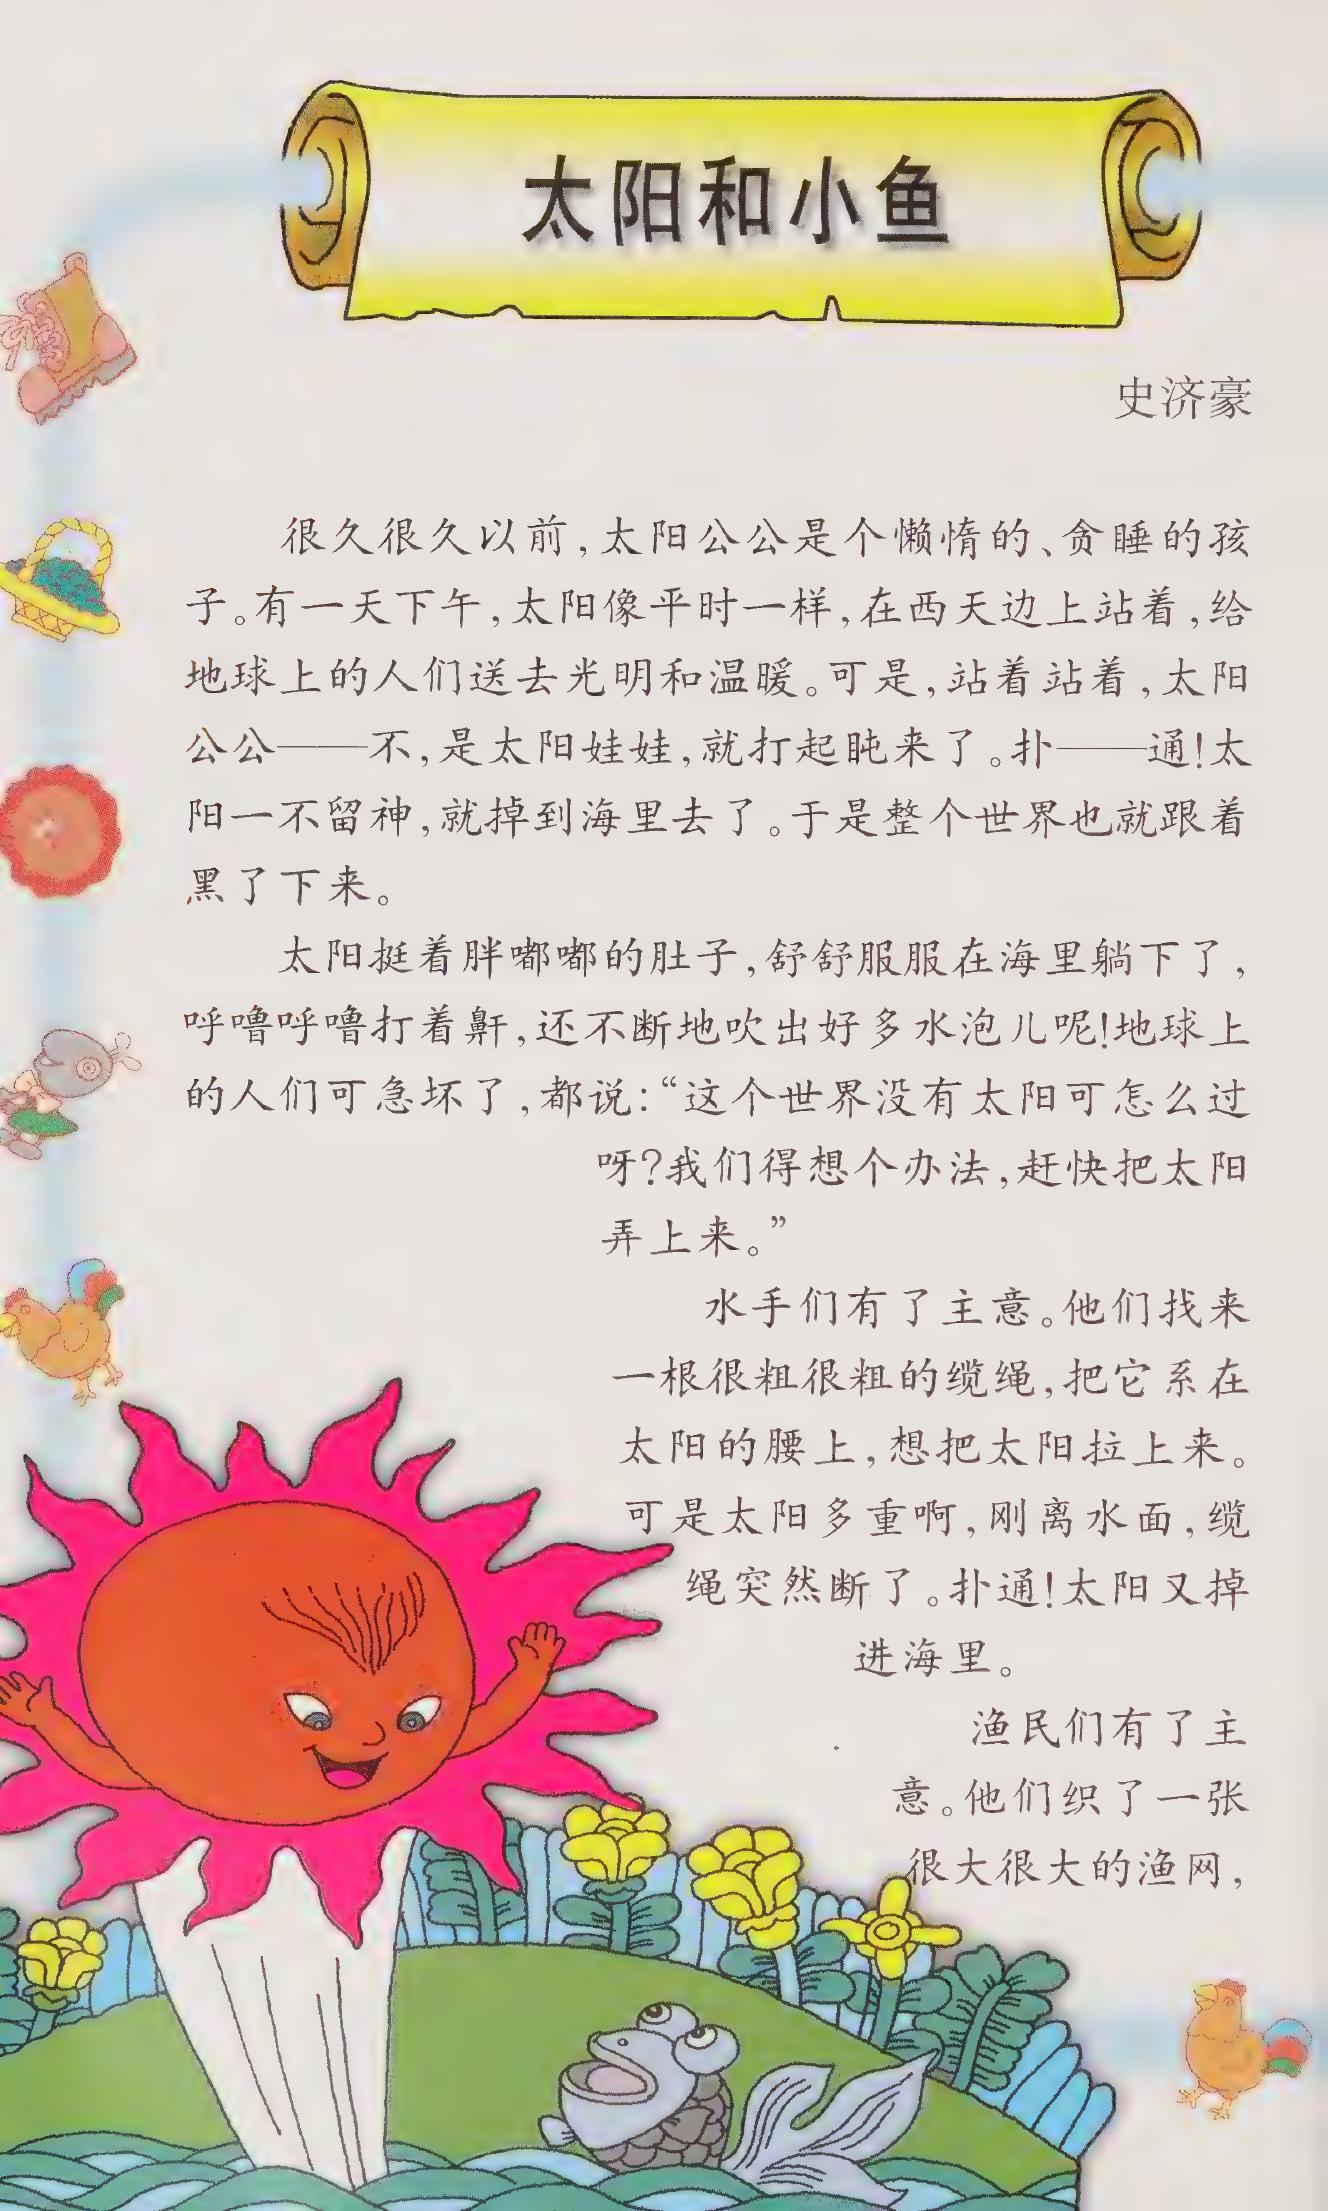 太阳和小鱼
史济豪
很久很久以前,太阳公公是个懒惰的、贪睡的孩
子。有一天下午,太阳像平时一样,在西天边上站着,给
地球上的人们送去光明和温暖。可是,站着站着,太阳
公公——不,是太阳娃娃,就打起盹来了。扑——通!太
阳一不留神,就掉到海里去了。于是整个世界也就跟着
黑了下来。
太阳挺着胖嘟嘟的肚子,舒舒服服在海里躺下了,
呼噜呼噜打着鼾,还不断地吹出好多水泡儿呢!地球上
的人们可急坏了,都说:“这个世界没有太阳可怎么过
呀?我们得想个办法,赶快把太阳
弄上来。”
水手们有了主意。他们找来
一根很粗很粗的缆绳,把它系在
太阳的腰上,想把太阳拉上来。
可是太阳多重啊,刚离水面,缆
绳突然断了。扑通!太阳又掉
进海里。
渔民们有了主
意。他们织了一张
很大很大的渔网,